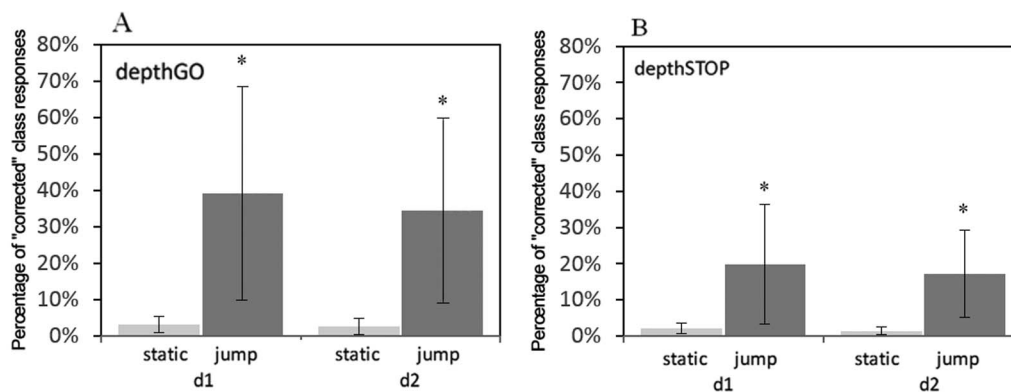 A
Percentage of "corrected" class responses
80%
70%
60%
50%
40%
30%
20%
10%
0%
depthGO
*
*
static jump static jump
d1 d2
B
Percentage of "corrected" class responses
80%
70%
60%
50%
40%
30%
20%
10%
0%
depthSTOP
*
*
static jump static jump
d1 d2